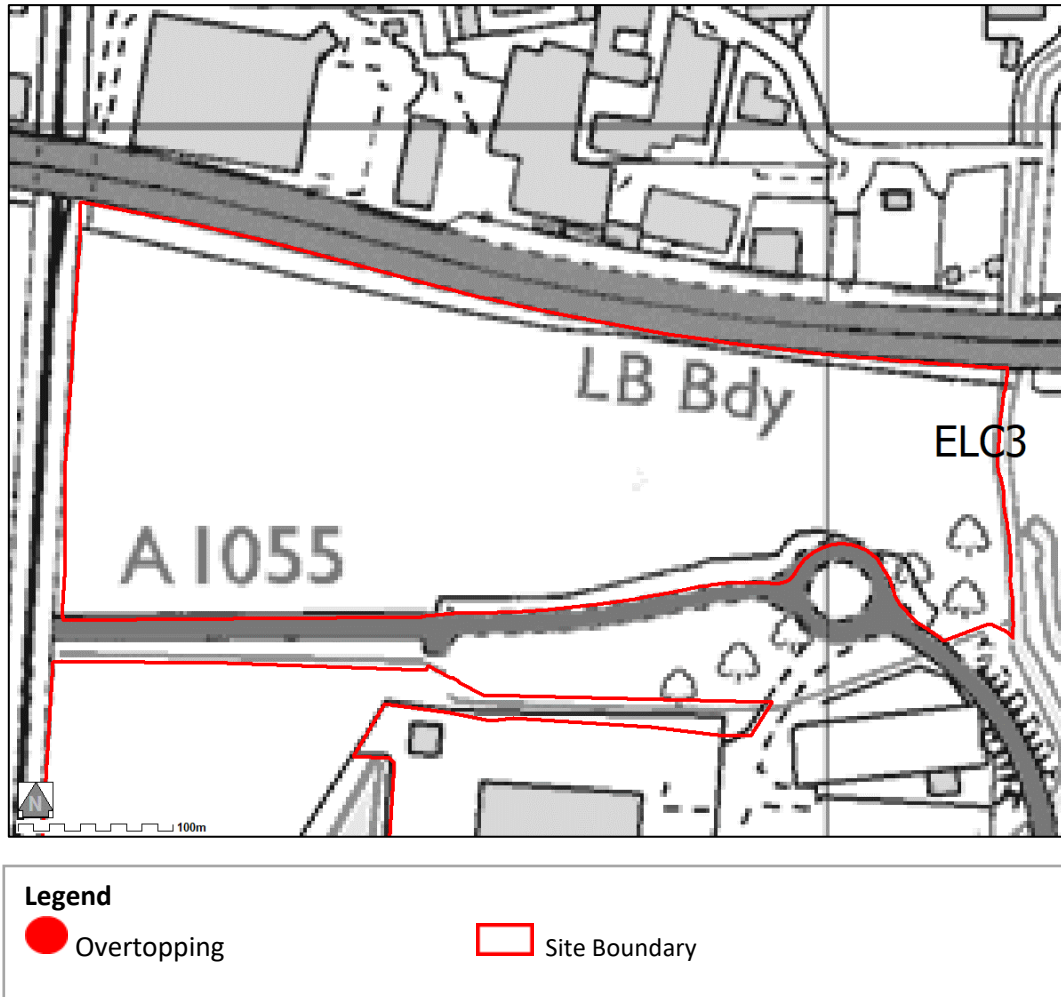 LB Bdy
ELC3
A1055
N
100m
Legend
Overtopping
Site Boundary